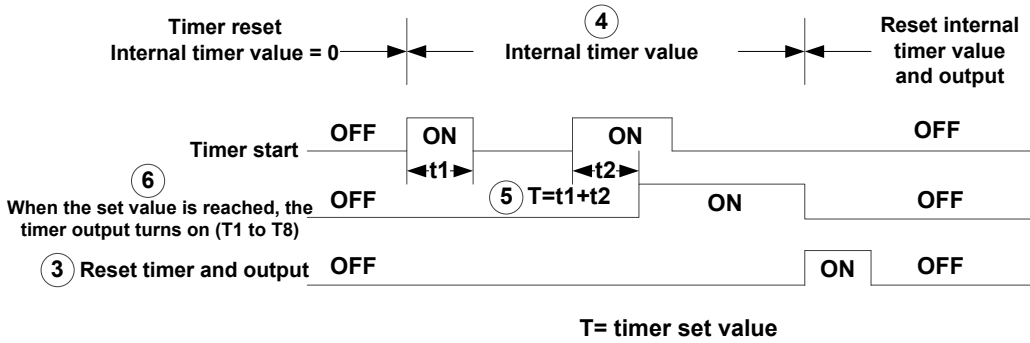 Timer reset
Internal timer value = 0
4
Internal timer value
Reset internal
timer value
and output
Timer start
OFF
ON
ON
OFF
t1
t2
6
When the set value is reached, the
timer output turns on (T1 to T8)
OFF
5 T=t1+t2
ON
OFF
3 Reset timer and output
OFF
ON
OFF
T= timer set value